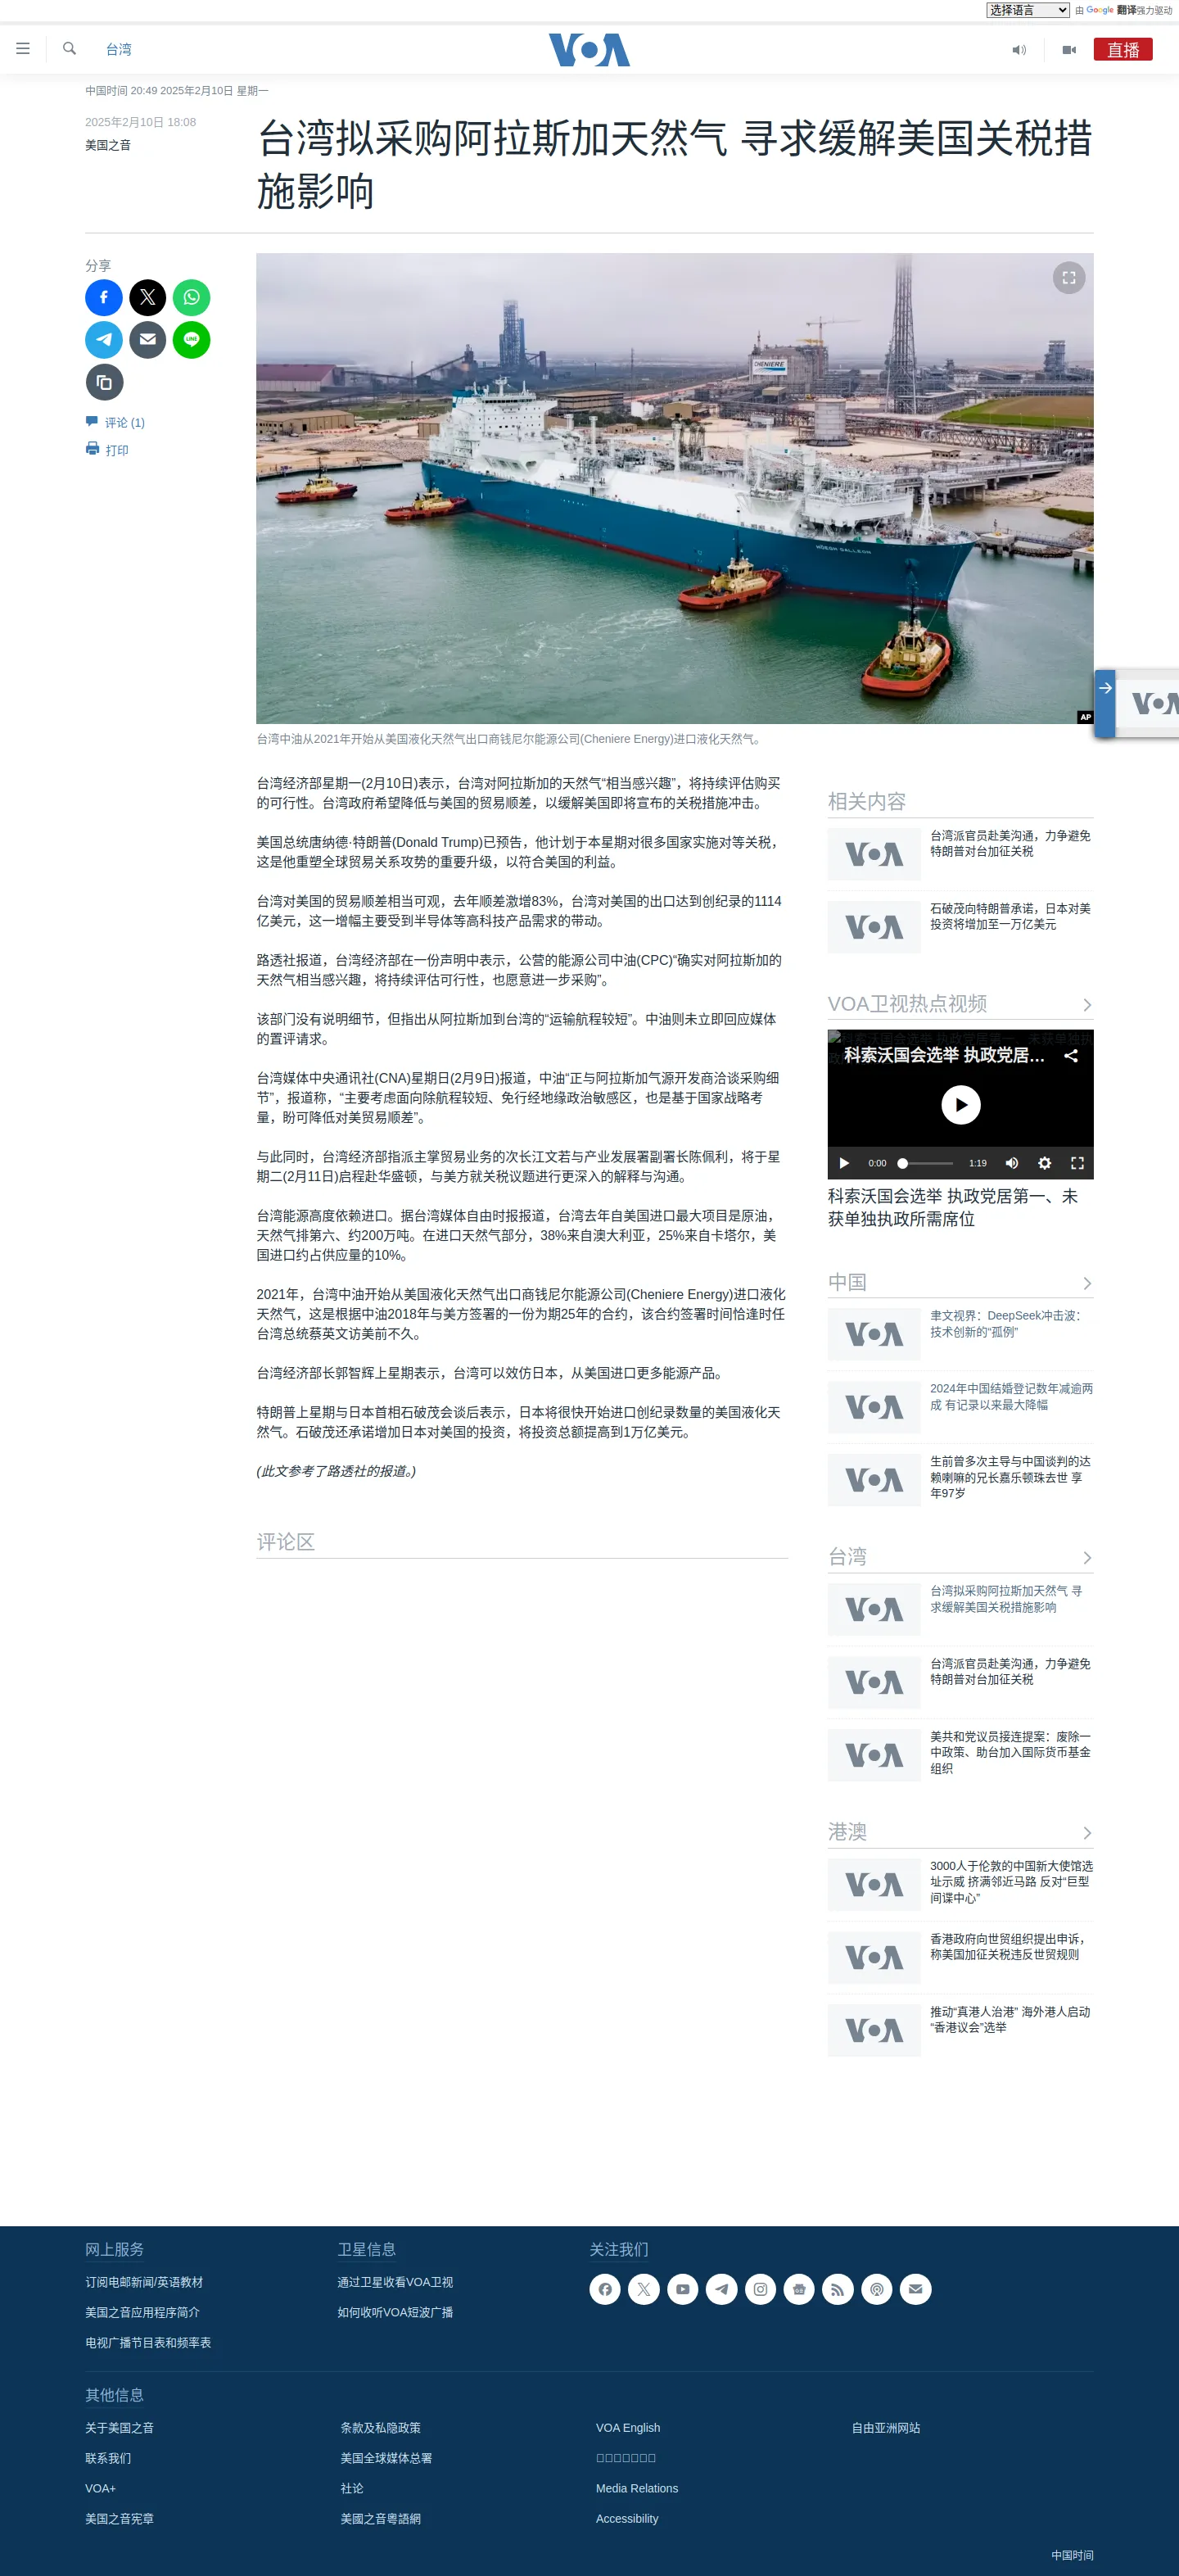 选择语言 由 Google 翻译强力驱动
台湾
VOA
直播
中国时间 20:49 2025年2月10日 星期一
2025年2月10日 18:08
美国之音
台湾拟采购阿拉斯加天然气 寻求缓解美国关税措
施影响
分享
评论 (1)
打印
CHENIERE
HÖEGH GALLEON
AP
台湾中油从2021年开始从美国液化天然气出口商钱尼尔能源公司(Cheniere Energy)进口液化天然气。
台湾经济部星期一(2月10日)表示，台湾对阿拉斯加的天然气“相当感兴趣”，将持续评估购买
的可行性。台湾政府希望降低与美国的贸易顺差，以缓解美国即将宣布的关税措施冲击。
美国总统唐纳德·特朗普(Donald Trump)已预告，他计划于本星期对很多国家实施对等关税，
这是他重塑全球贸易关系攻势的重要升级，以符合美国的利益。
台湾对美国的贸易顺差相当可观，去年顺差激增83%，台湾对美国的出口达到创纪录的1114
亿美元，这一增幅主要受到半导体等高科技产品需求的带动。
路透社报道，台湾经济部在一份声明中表示，公营的能源公司中油(CPC)“确实对阿拉斯加的
天然气相当感兴趣，将持续评估可行性，也愿意进一步采购”。
该部门没有说明细节，但指出从阿拉斯加到台湾的“运输航程较短”。中油则未立即回应媒体
的置评请求。
台湾媒体中央通讯社(CNA)星期日(2月9日)报道，中油“正与阿拉斯加气源开发商洽谈采购细
节”，报道称，“主要考虑面向除航程较短、免行经地缘政治敏感区，也是基于国家战略考
量，盼可降低对美贸易顺差”。
与此同时，台湾经济部指派主掌贸易业务的次长江文若与产业发展署副署长陈佩利，将于星
期二(2月11日)启程赴华盛顿，与美方就关税议题进行更深入的解释与沟通。
台湾能源高度依赖进口。据台湾媒体自由时报报道，台湾去年自美国进口最大项目是原油，
天然气排第六、约200万吨。在进口天然气部分，38%来自澳大利亚，25%来自卡塔尔，美
国进口约占供应量的10%。
2021年，台湾中油开始从美国液化天然气出口商钱尼尔能源公司(Cheniere Energy)进口液化
天然气，这是根据中油2018年与美方签署的一份为期25年的合约，该合约签署时间恰逢时任
台湾总统蔡英文访美前不久。
台湾经济部长郭智辉上星期表示，台湾可以效仿日本，从美国进口更多能源产品。
特朗普上星期与日本首相石破茂会谈后表示，日本将很快开始进口创纪录数量的美国液化天
然气。石破茂还承诺增加日本对美国的投资，将投资总额提高到1万亿美元。
(此文参考了路透社的报道。)
评论区
相关内容
VOA
台湾派官员赴美沟通，力争避免
特朗普对台加征关税
VOA
石破茂向特朗普承诺，日本对美
投资将增加至一万亿美元
VOA卫视热点视频
科索沃国会选举 执政党居...
0:00
1:19
科索沃国会选举 执政党居第一、未
获单独执政所需席位
中国
VOA
聿文视界：DeepSeek冲击波：
技术创新的“孤例”
VOA
2024年中国结婚登记数年减逾两
成 有记录以来最大降幅
VOA
生前曾多次主导与中国谈判的达
赖喇嘛的兄长嘉乐顿珠去世 享
年97岁
台湾
VOA
台湾拟采购阿拉斯加天然气 寻
求缓解美国关税措施影响
VOA
台湾派官员赴美沟通，力争避免
特朗普对台加征关税
VOA
美共和党议员接连提案：废除一
中政策、助台加入国际货币基金
组织
港澳
VOA
3000人于伦敦的中国新大使馆选
址示威 挤满邻近马路 反对“巨型
间谍中心”
VOA
香港政府向世贸组织提出申诉，
称美国加征关税违反世贸规则
VOA
推动“真港人治港” 海外港人启动
“香港议会”选举
网上服务
订阅电邮新闻/英语教材
美国之音应用程序简介
电视广播节目表和频率表
卫星信息
通过卫星收看VOA卫视
如何收听VOA短波广播
关注我们
其他信息
关于美国之音
联系我们
VOA+
美国之音宪章
条款及私隐政策
美国全球媒体总署
社论
美國之音粵語網
VOA English
Media Relations
Accessibility
自由亚洲网站
中国时间